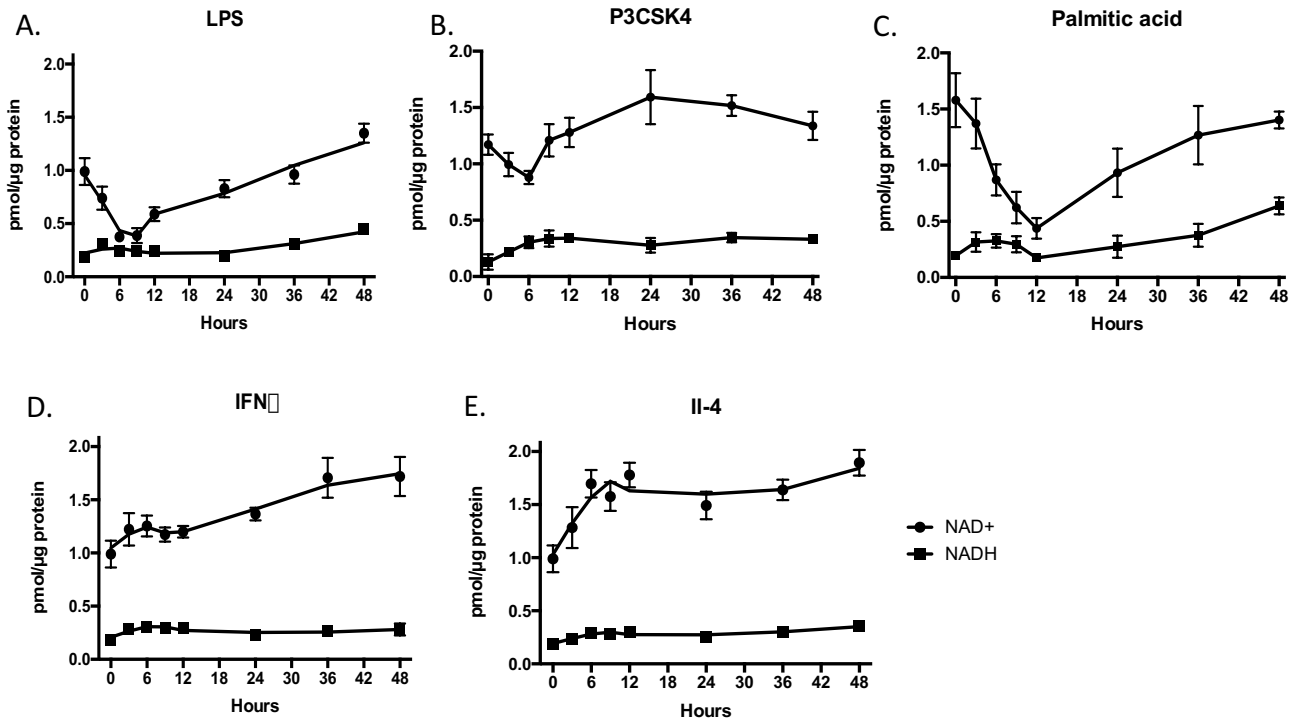 A.
LPS
pmol/µg protein
2.0
1.5
1.0
0.5
0.0
0 6 12 24 36 48
Hours
B.
P3CSK4
pmol/µg protein
2.0
1.5
1.0
0.5
0.0
0 6 12 18 24 30 36 42 48
Hours
C.
Palmitic acid
pmol/µg protein
2.0
1.5
1.0
0.5
0.0
0 6 12 18 24 30 36 42 48
Hours
D.
IFN▯
pmol/µg protein
2.0
1.5
1.0
0.5
0.0
0 6 12 18 24 30 36 42 48
Hours
E.
Il-4
pmol/µg protein
2.0
1.5
1.0
0.5
0.0
0 6 12 18 24 30 36 42 48
Hours
NAD+
NADH